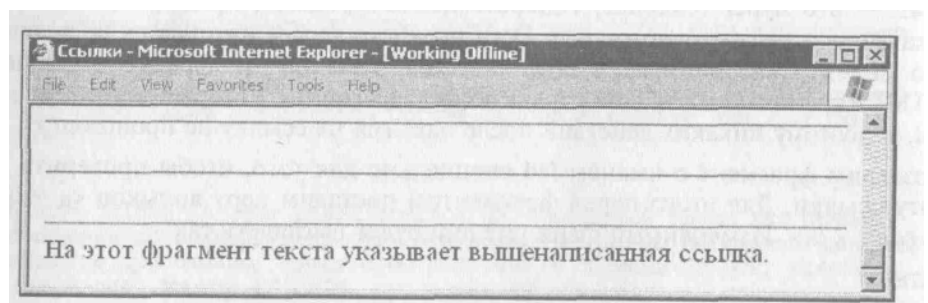 Ссылки - Microsoft Internet Explorer - [Working Offline]
File Edit View Favorites Tools Help
На этот фрагмент текста указывает вышенаписанная ссылка.